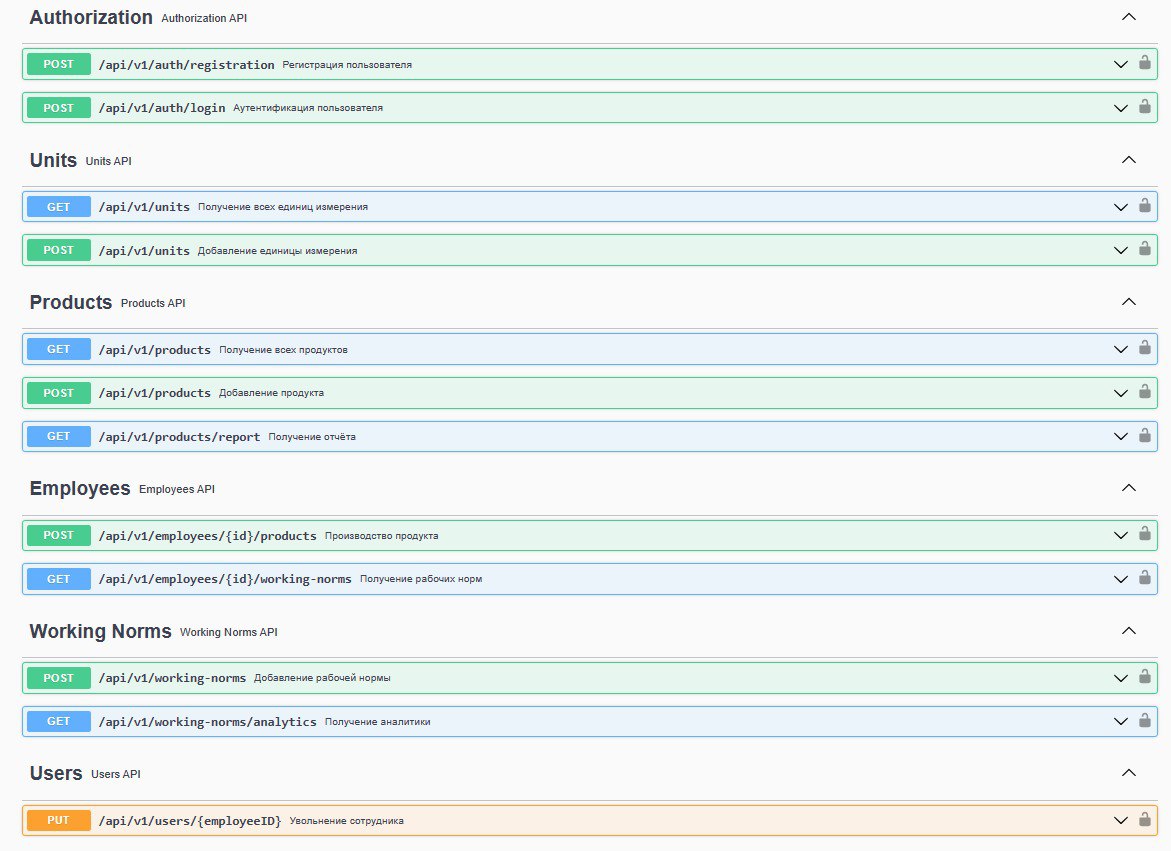 Authorization Authorization API
POST /api/v1/auth/registration Регистрация пользователя
POST /api/v1/auth/login Аутентификация пользователя
Units Units API
GET /api/v1/units Получение всех единиц измерения
POST /api/v1/units Добавление единицы измерения
Products Products API
GET /api/v1/products Получение всех продуктов
POST /api/v1/products Добавление продукта
GET /api/v1/products/report Получение отчёта
Employees Employees API
POST /api/v1/employees/{id}/products Производство продукта
GET /api/v1/employees/{id}/working-norms Получение рабочих норм
Working Norms Working Norms API
POST /api/v1/working-norms Добавление рабочей нормы
GET /api/v1/working-norms/analytics Получение аналитики
Users Users API
PUT /api/v1/users/{employeeID} Увольнение сотрудника